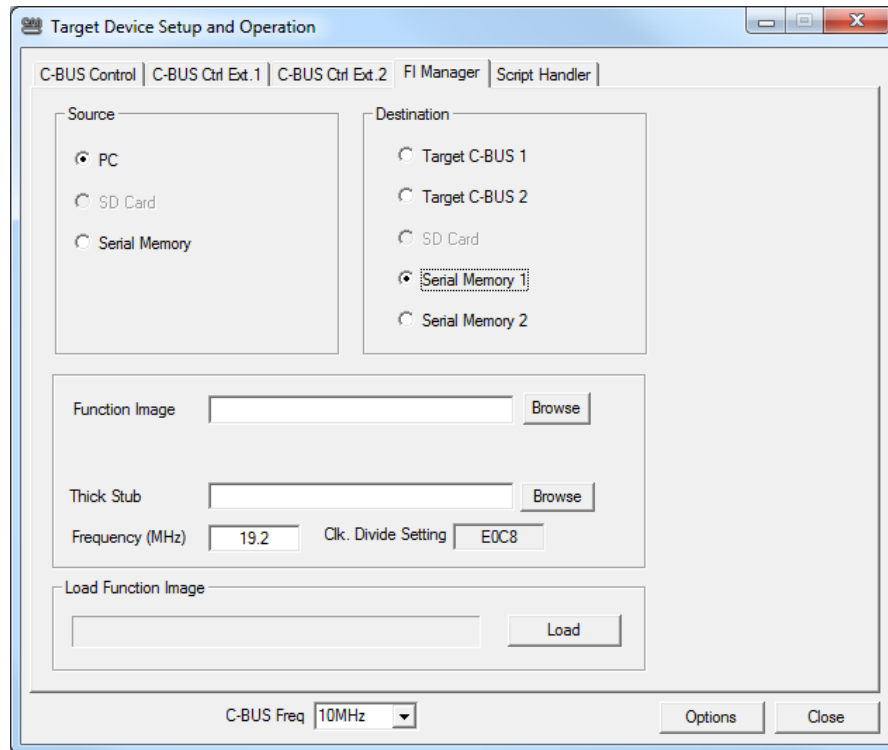 Target Device Setup and Operation
C-BUS Control C-BUS Ctrl Ext.1 C-BUS Ctrl Ext.2 FI Manager Script Handler
Source
PC
SD Card
Serial Memory
Destination
Target C-BUS 1
Target C-BUS 2
SD Card
Serial Memory 1
Serial Memory 2
Function Image Browse
Thick Stub Browse
Frequency (MHz) 19.2 Clk. Divide Setting E0C8
Load Function Image
Load
C-BUS Freq 10MHz Options Close